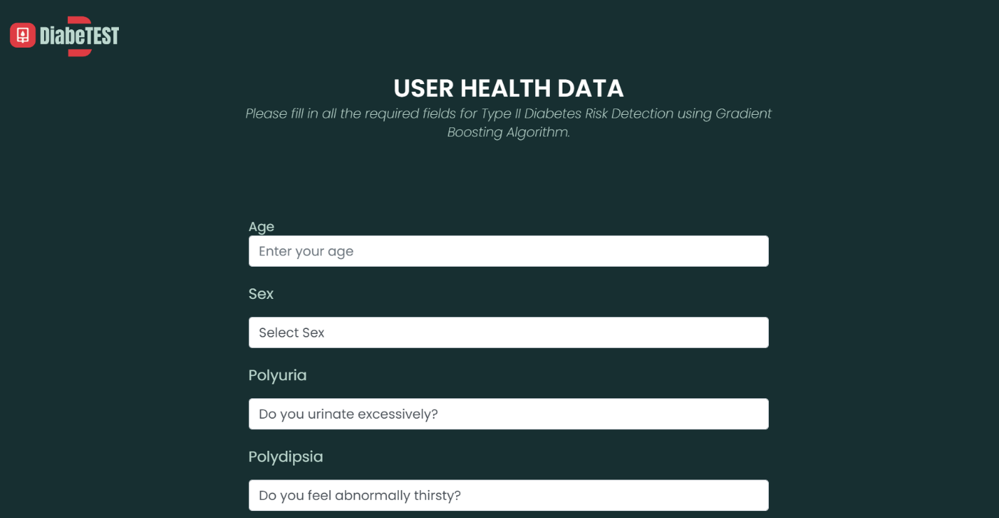 DiabeTEST
USER HEALTH DATA
Please fill in all the required fields for Type II Diabetes Risk Detection using Gradient
Boosting Algorithm.
Age
Enter your age
Sex
Select Sex
Polyuria
Do you urinate excessively?
Polydipsia
Do you feel abnormally thirsty?